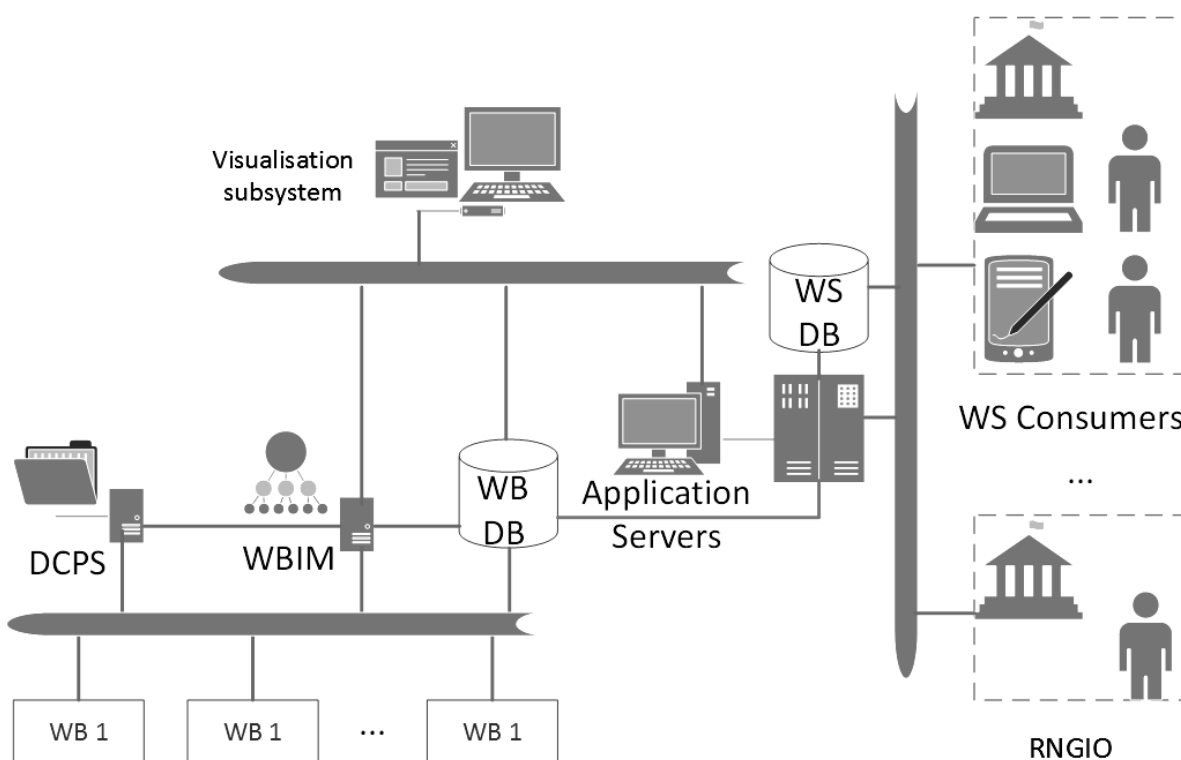 Visualisation
subsystem
WS
DB
WS Consumers
...
WB
DB
Application
Servers
DCPS
WBIM
WB 1
WB 1
...
WB 1
RNGIO